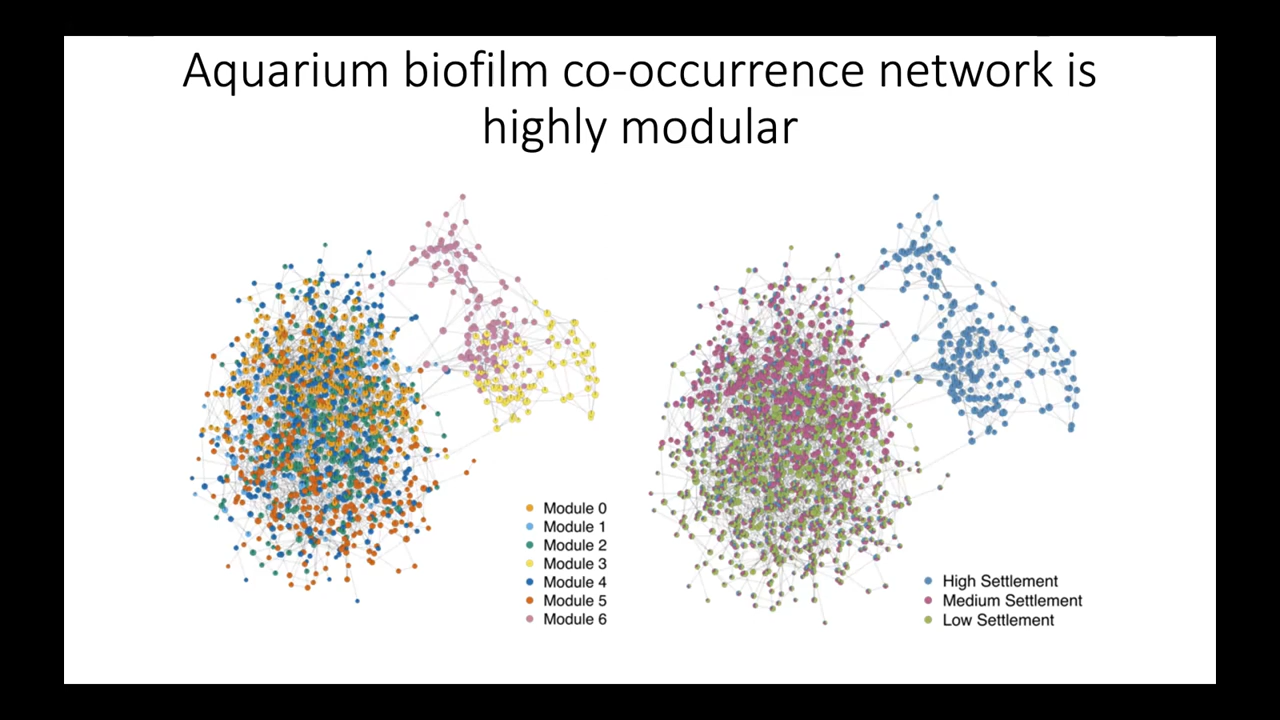 Aquarium biofilm co-occurrence network is
highly modular
Module 0
Module 1
Module 2
Module 3
Module 4
Module 5
Module 6
High Settlement
Medium Settlement
Low Settlement